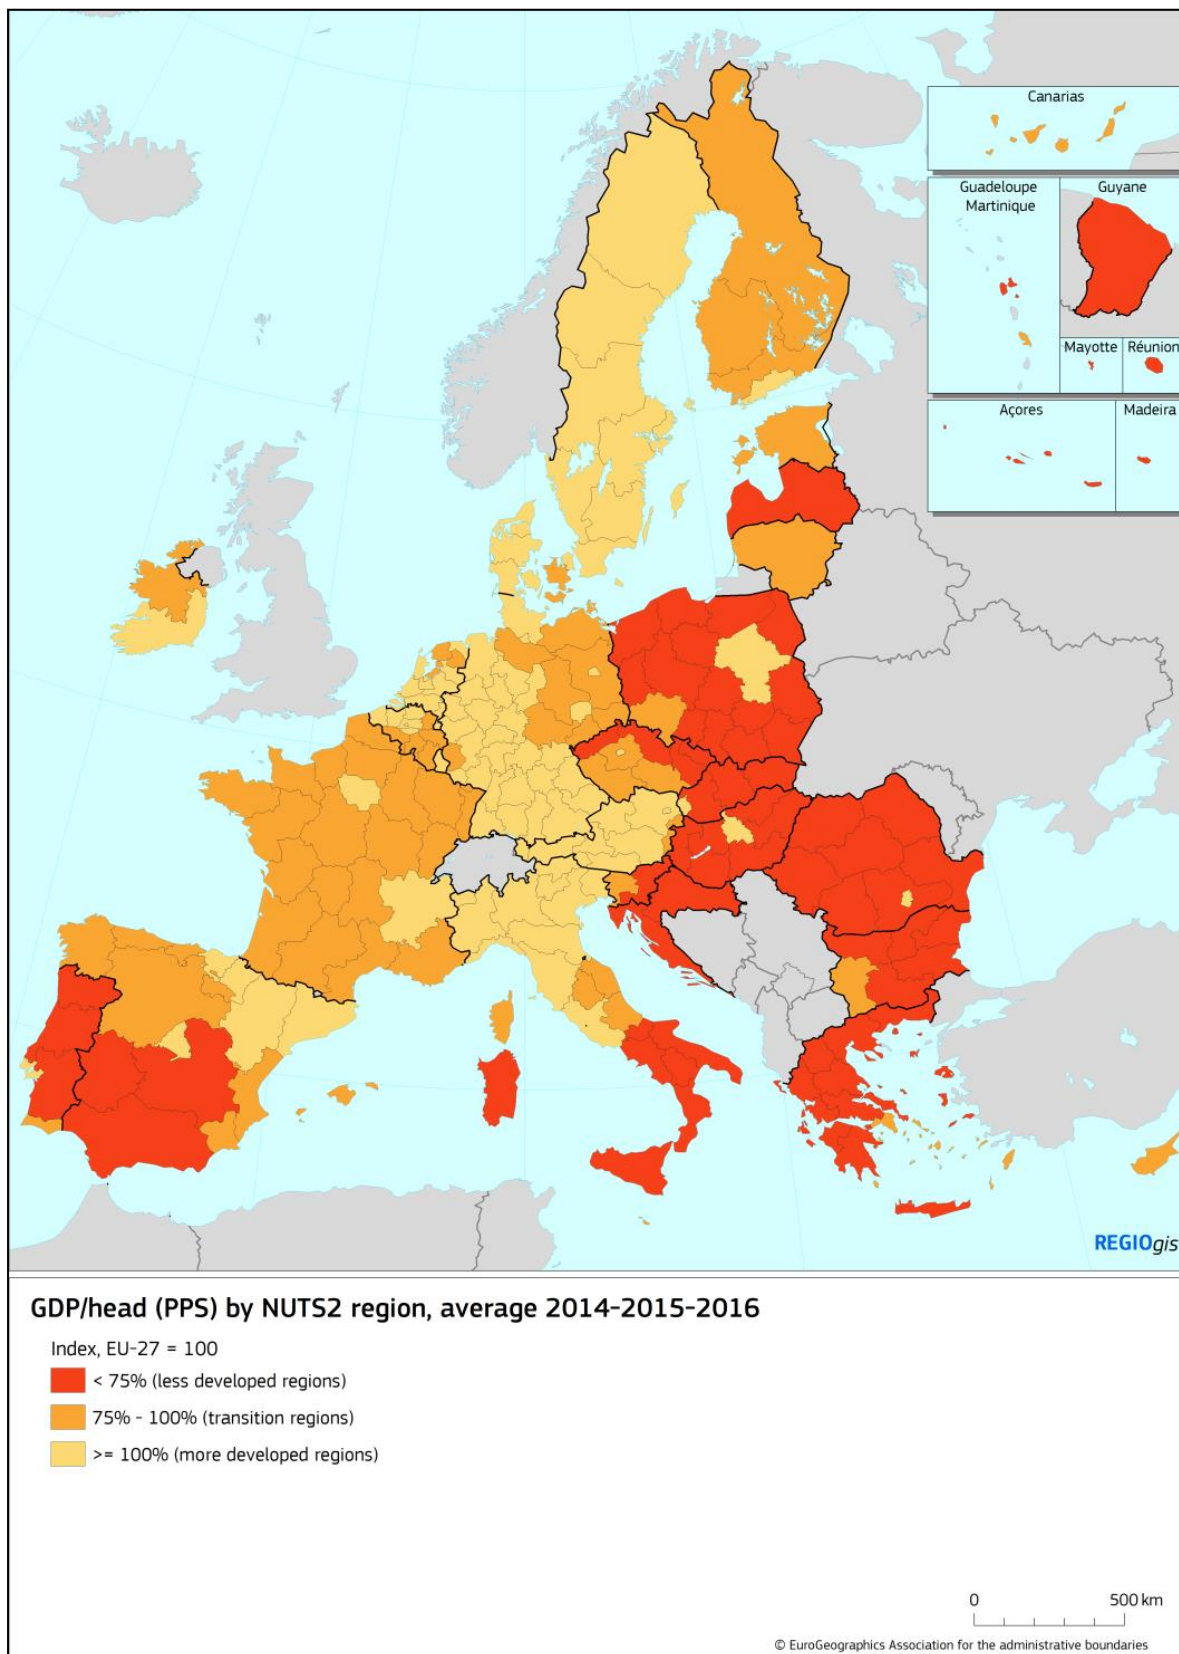 Canarias
Guadeloupe
Martinique
Guyane
Mayotte
Réunion
Açores
Madeira
REGIOgis
GDP/head (PPS) by NUTS2 region, average 2014-2015-2016
Index, EU-27 = 100
< 75% (less developed regions)
75% - 100% (transition regions)
>= 100% (more developed regions)
0 500 km
© EuroGeographics Association for the administrative boundaries